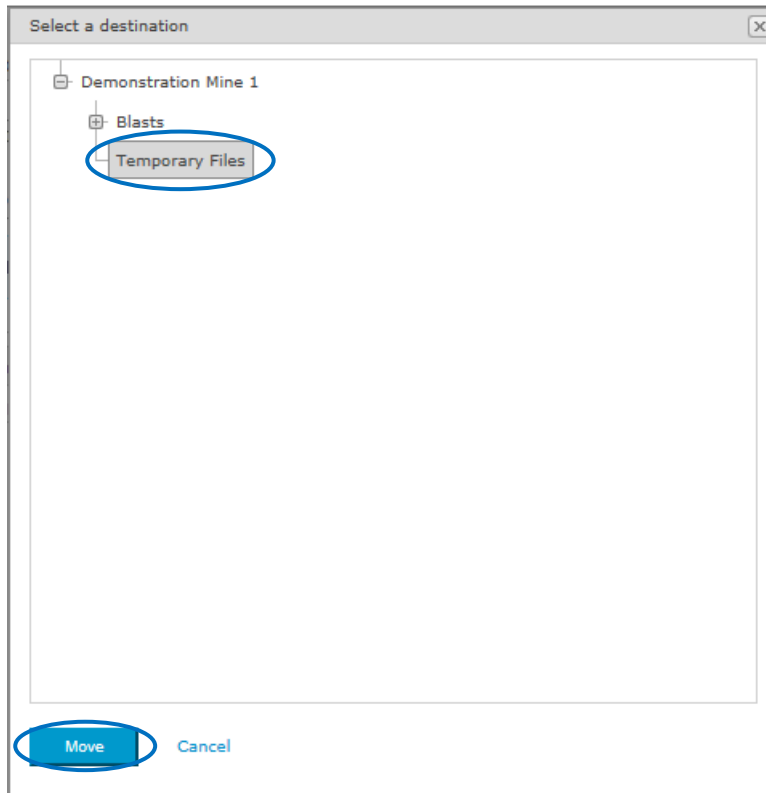 Select a destination
Demonstration Mine 1
Blasts
Temporary Files
Move Cancel